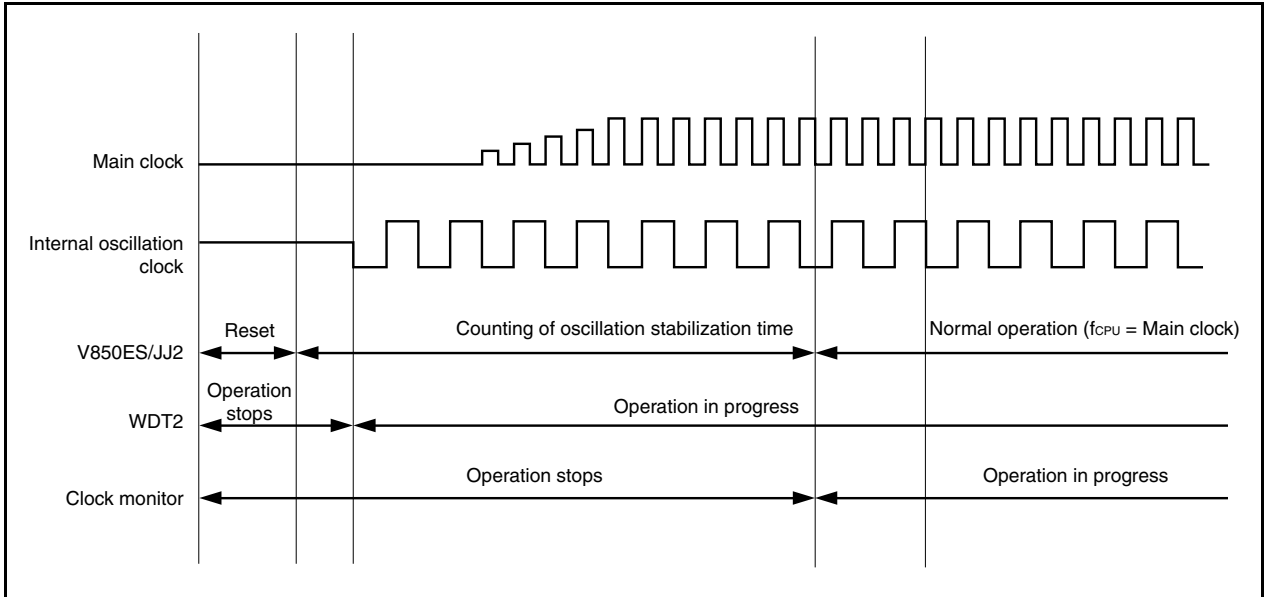 Main clock
Internal oscillation
clock
V850ES/JJ2
Reset
Counting of oscillation stabilization time
Normal operation (fCPU = Main clock)
WDT2
Operation
stops
Operation in progress
Clock monitor
Operation stops
Operation in progress